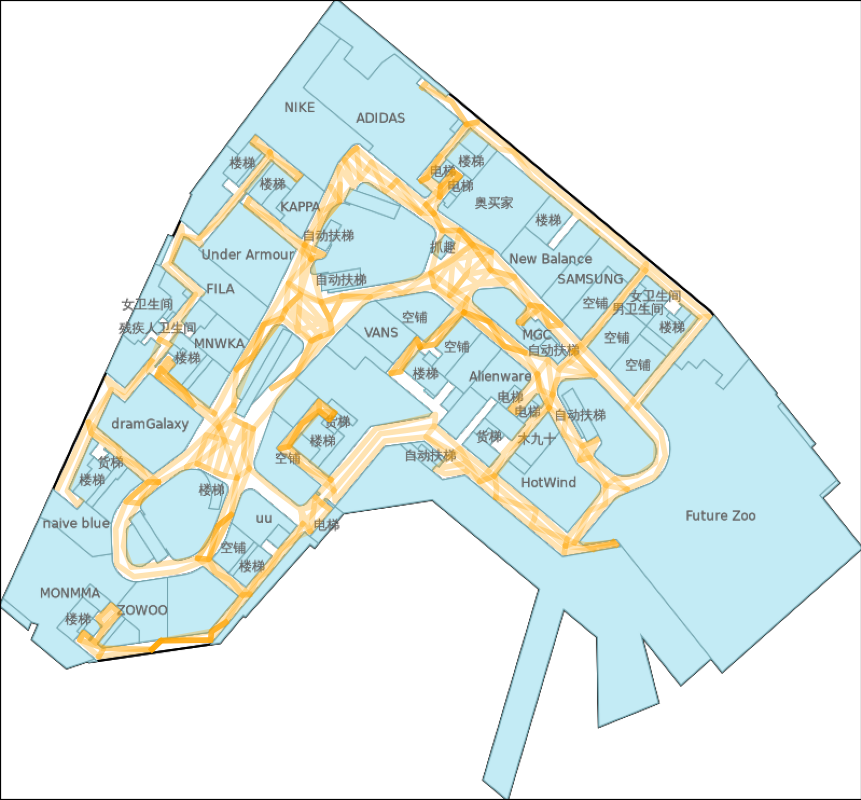 NIKE
ADIDAS
楼梯
楼梯
电梯
楼梯
电梯
KAPPA
奥买家
楼梯
自动扶梯
抓趣
Under Armour
New Balance
自动扶梯
SAMSUNG
FILA
女卫生间
女卫生间
空铺
男卫生间
残疾人卫生间
空铺
楼梯
VANS
MGC
空铺
MNWKA
空铺
自动扶梯
楼梯
空铺
楼梯
Alienware
电梯
电梯
自动扶梯
dramGalaxy
货梯
楼梯
货梯
木九十
空铺
自动扶梯
货梯
楼梯
HotWind
楼梯
naive blue
uu
电梯
Future Zoo
空铺
楼梯
MONMMA
ZOWOO
楼梯